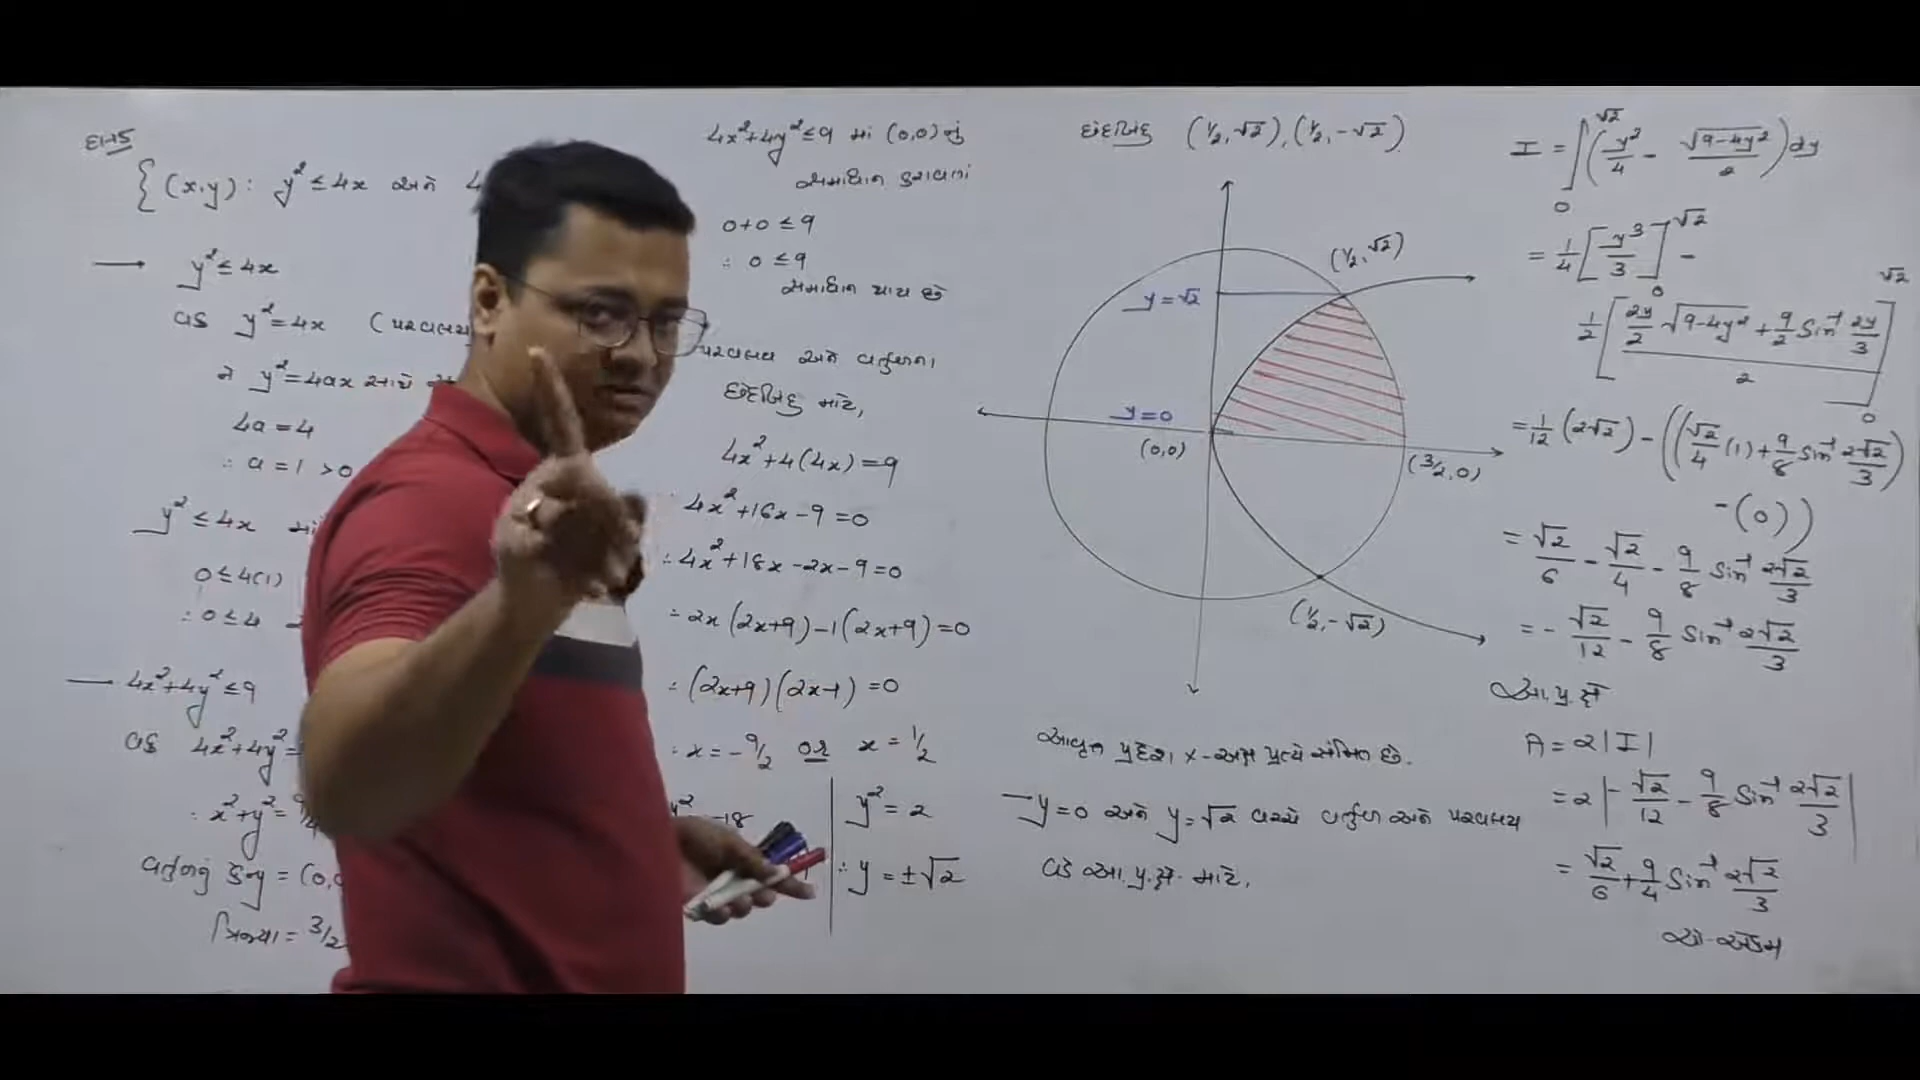 દા.5
{(x,y) : y² ≤ 4x અને 4
→ y² ≤ 4x
વક્ર y² = 4x (પરવલય
ને y² = 4ax સાથે
4a = 4
∴ a = 1 > 0
y² ≤ 4x માં
0 ≤ 4(1)
∴ 0 ≤ 4
— 4x² + 4y² ≤ 9
વક્ર 4x² + 4y² =
∴ x² + y² = 9/4
વર્તુળનું કેન્દ્ર = (0,0
ત્રિજ્યા = 3/2
4x² + 4y² ≤ 9 માં (0,0) નું
સમાધાન કરાવતાં
0 + 0 ≤ 9
∴ 0 ≤ 9
સમાધાન થાય છે
પરવલય અને વર્તુળના
છેદબિંદુ માટે,
4x² + 4(4x) = 9
∴ 4x² + 16x - 9 = 0
∴ 4x² + 18x - 2x - 9 = 0
∴ 2x(2x+9) - 1(2x+9) = 0
∴ (2x+9)(2x-1) = 0
∴ x = -9/2 or x = 1/2
y² = -18
y² = 2
∴ y = ±√2
છેદબિંદુ (1/2, √2), (1/2, -√2)
(1/2, √2)
y = √2
y = 0
(0,0)
(3/2, 0)
(1/2, -√2)
આવૃત્ત પ્રદેશ x-અક્ષ પ્રત્યે સંમિત છે.
— y = 0 અને y = √2 વચ્ચે વર્તુળ અને પરવલય
વડે આ.પ્ર.ક્ષે. માટે,
I = ∫₀^√2 (y²/4 - √(9-4y²)/2) dy
= 1/4 [y³/3]₀^√2 -
1/2 [(2y/2 √(9-4y²) + 9/2 Sin⁻¹ 2y/3)/2]₀^√2
= 1/12 (2√2) - ((√2/4 (1) + 9/8 Sin⁻¹ 2√2/3)
- (0))
= √2/6 - √2/4 - 9/8 Sin⁻¹ 2√2/3
= -√2/12 - 9/8 Sin⁻¹ 2√2/3
આ.પ્ર.ક્ષે
A = 2|I|
= 2|-√2/12 - 9/8 Sin⁻¹ 2√2/3|
= √2/6 + 9/4 Sin⁻¹ 2√2/3
ચો-એકમ